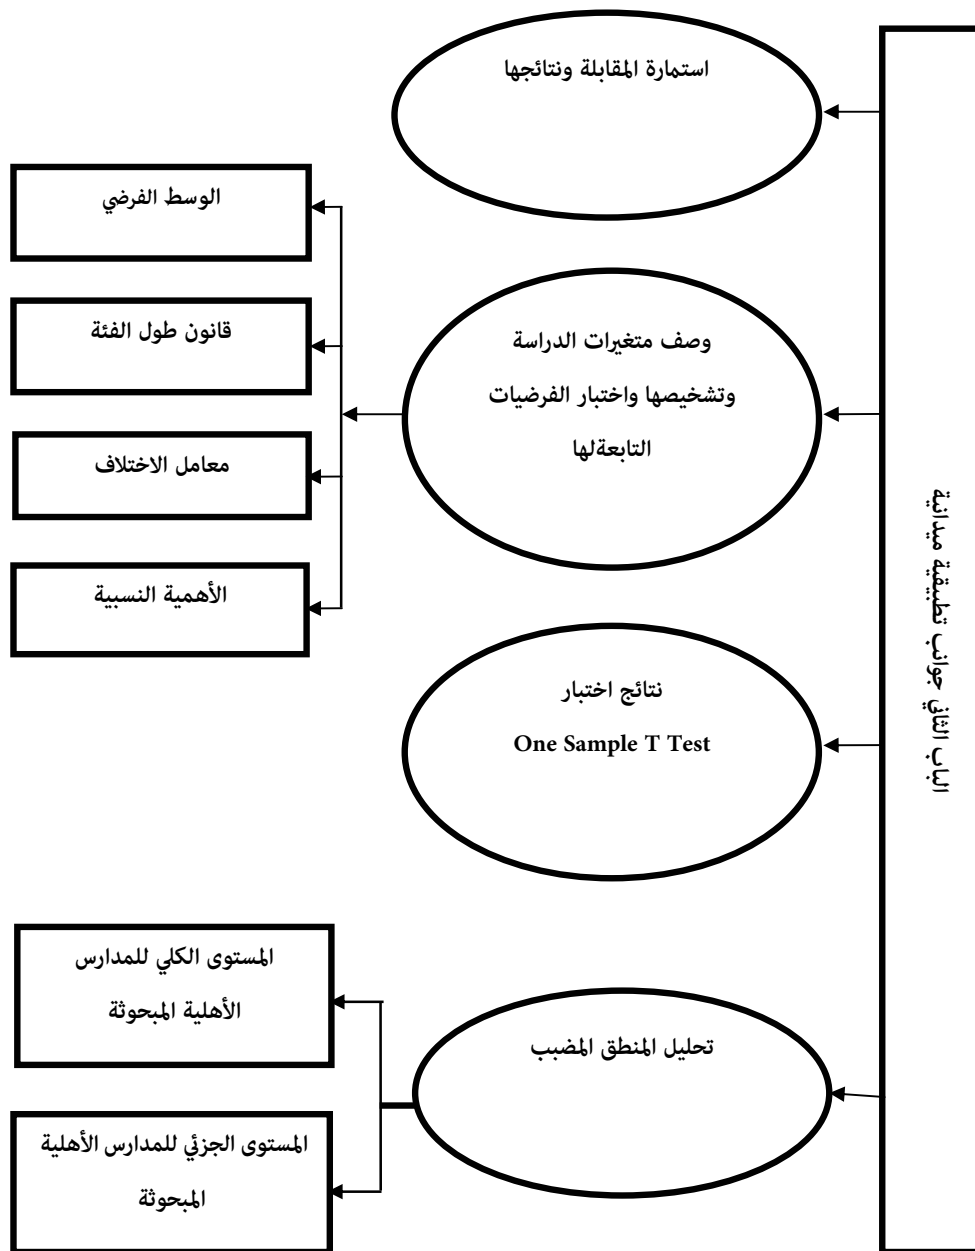 الباب الثاني جوانب تطبيقية ميدانية
استمارة المقابلة ونتائجها
وصف متغيرات الدراسة
وتشخيصها واختبار الفرضيات
التابعةلها
الوسط الفرضي
قانون طول الفئة
معامل الاختلاف
الأهمية النسبية
نتائج اختبار
One Sample T Test
تحليل المنطق المضبب
المستوى الكلي للمدارس
الأهلية المبحوثة
المستوى الجزئي للمدارس الأهلية
المبحوثة